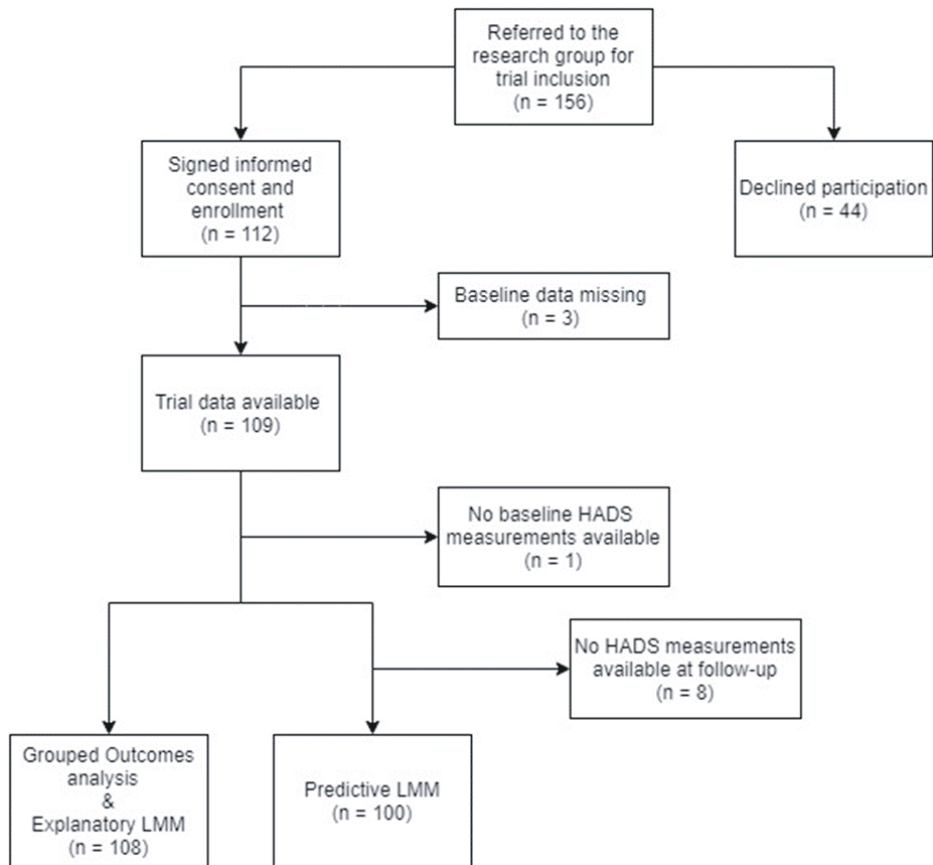 Referred to the
research group for
trial inclusion
(n = 156)
Signed informed
consent and
enrollment
(n = 112)
Declined participation
(n = 44)
Baseline data missing
(n = 3)
Trial data available
(n = 109)
No baseline HADS
measurements available
(n = 1)
No HADS measurements
available at follow-up
(n = 8)
Grouped Outcomes
analysis
&
Explanatory LMM
(n = 108)
Predictive LMM
(n = 100)